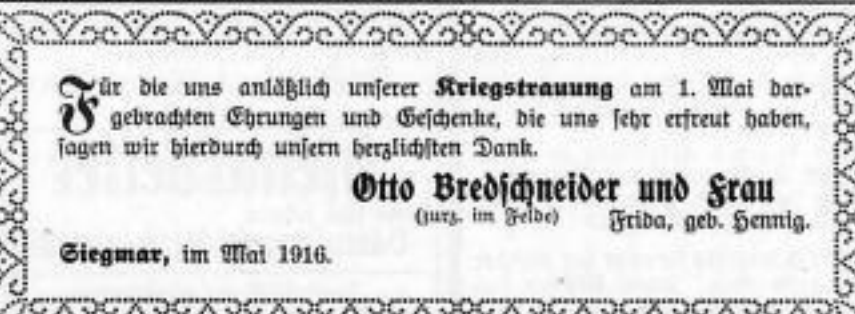 Für die uns anläßlich unserer Kriegstrauung am 1. Mai dar-
gebrachten Ehrungen und Geschenke, die uns sehr erfreut haben,
sagen wir hierdurch unsern herzlichsten Dank.
Otto Bredschneider und Frau
(zurz. im Felde) Frida, geb. Hennig.
Siegmar, im Mai 1916.